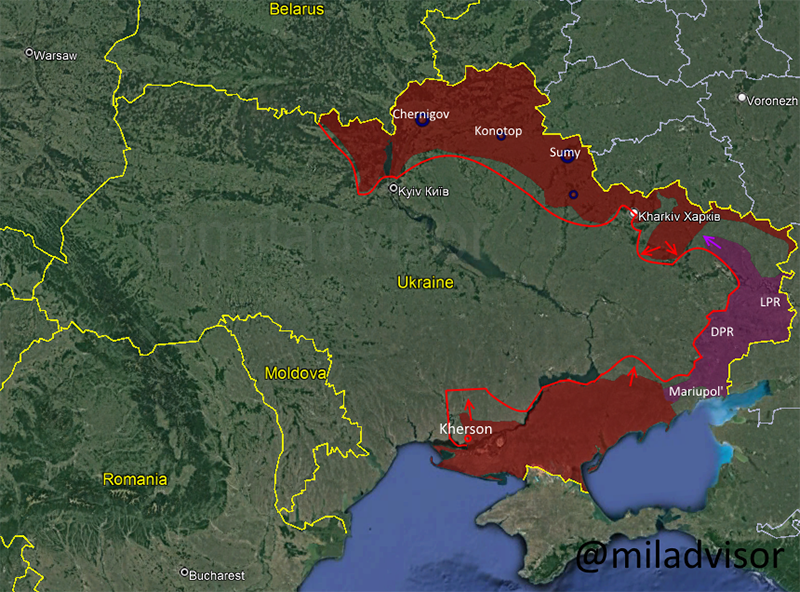 Belarus
Warsaw
Voronezh
Chernigov
Konotop
Sumy
Kyiv Київ
Kharkiv Харків
Ukraine
LPR
DPR
Moldova
Mariupol'
Kherson
Romania
@miladvisor
Bucharest